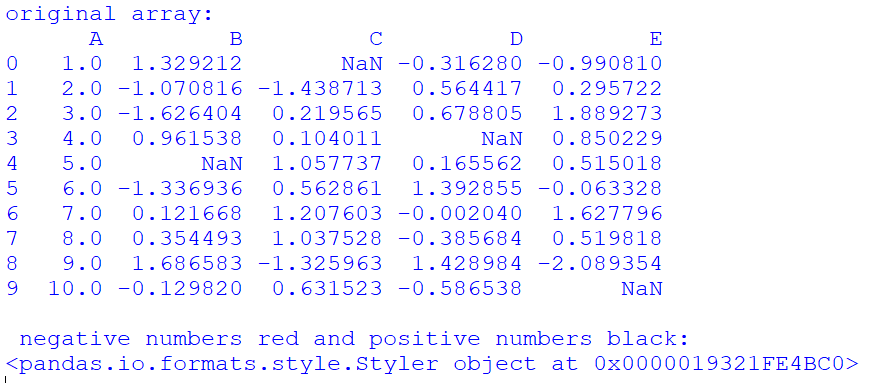 original array:
A B C D E
0 1.0 1.329212 NaN -0.316280 -0.990810
1 2.0 -1.070816 -1.438713 0.564417 0.295722
2 3.0 -1.626404 0.219565 0.678805 1.889273
3 4.0 0.961538 0.104011 NaN 0.850229
4 5.0 NaN 1.057737 0.165562 0.515018
5 6.0 -1.336936 0.562861 1.392855 -0.063328
6 7.0 0.121668 1.207603 -0.002040 1.627796
7 8.0 0.354493 1.037528 -0.385684 0.519818
8 9.0 1.686583 -1.325963 1.428984 -2.089354
9 10.0 -0.129820 0.631523 -0.586538 NaN
negative numbers red and positive numbers black:
<pandas.io.formats.style.Styler object at 0x0000019321FE4BC0>